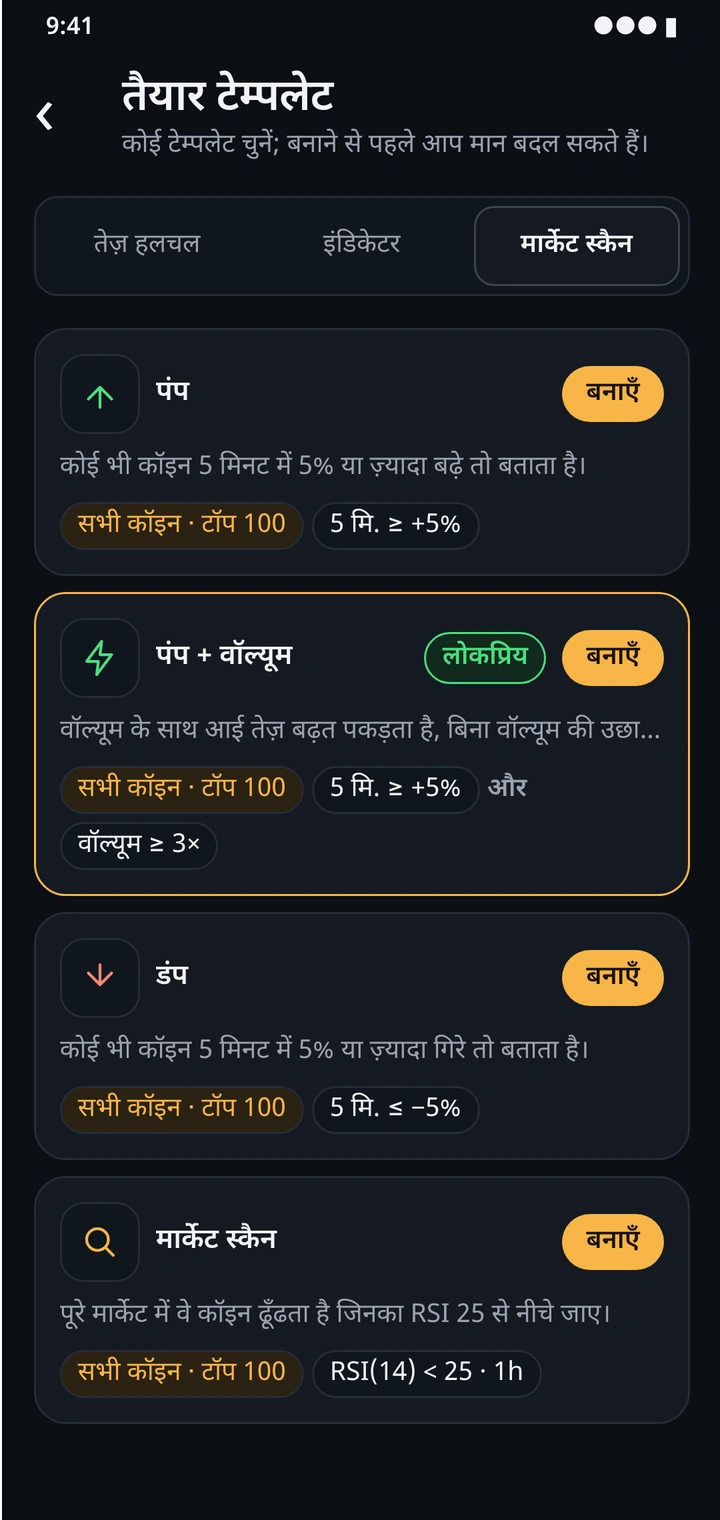 9:41
तैयार टेम्पलेट
कोई टेम्पलेट चुनें; बनाने से पहले आप मान बदल सकते हैं।
तेज़ हलचल इंडिकेटर मार्केट स्कैन
पंप बनाएँ
कोई भी कॉइन 5 मिनट में 5% या ज़्यादा बढ़े तो बताता है।
सभी कॉइन · टॉप 100 5 मि. ≥ +5%
पंप + वॉल्यूम लोकप्रिय बनाएँ
वॉल्यूम के साथ आई तेज़ बढ़त पकड़ता है, बिना वॉल्यूम की उछा...
सभी कॉइन · टॉप 100 5 मि. ≥ +5% और
वॉल्यूम ≥ 3×
डंप बनाएँ
कोई भी कॉइन 5 मिनट में 5% या ज़्यादा गिरे तो बताता है।
सभी कॉइन · टॉप 100 5 मि. ≤ −5%
मार्केट स्कैन बनाएँ
पूरे मार्केट में वे कॉइन ढूँढता है जिनका RSI 25 से नीचे जाए।
सभी कॉइन · टॉप 100 RSI(14) < 25 · 1h